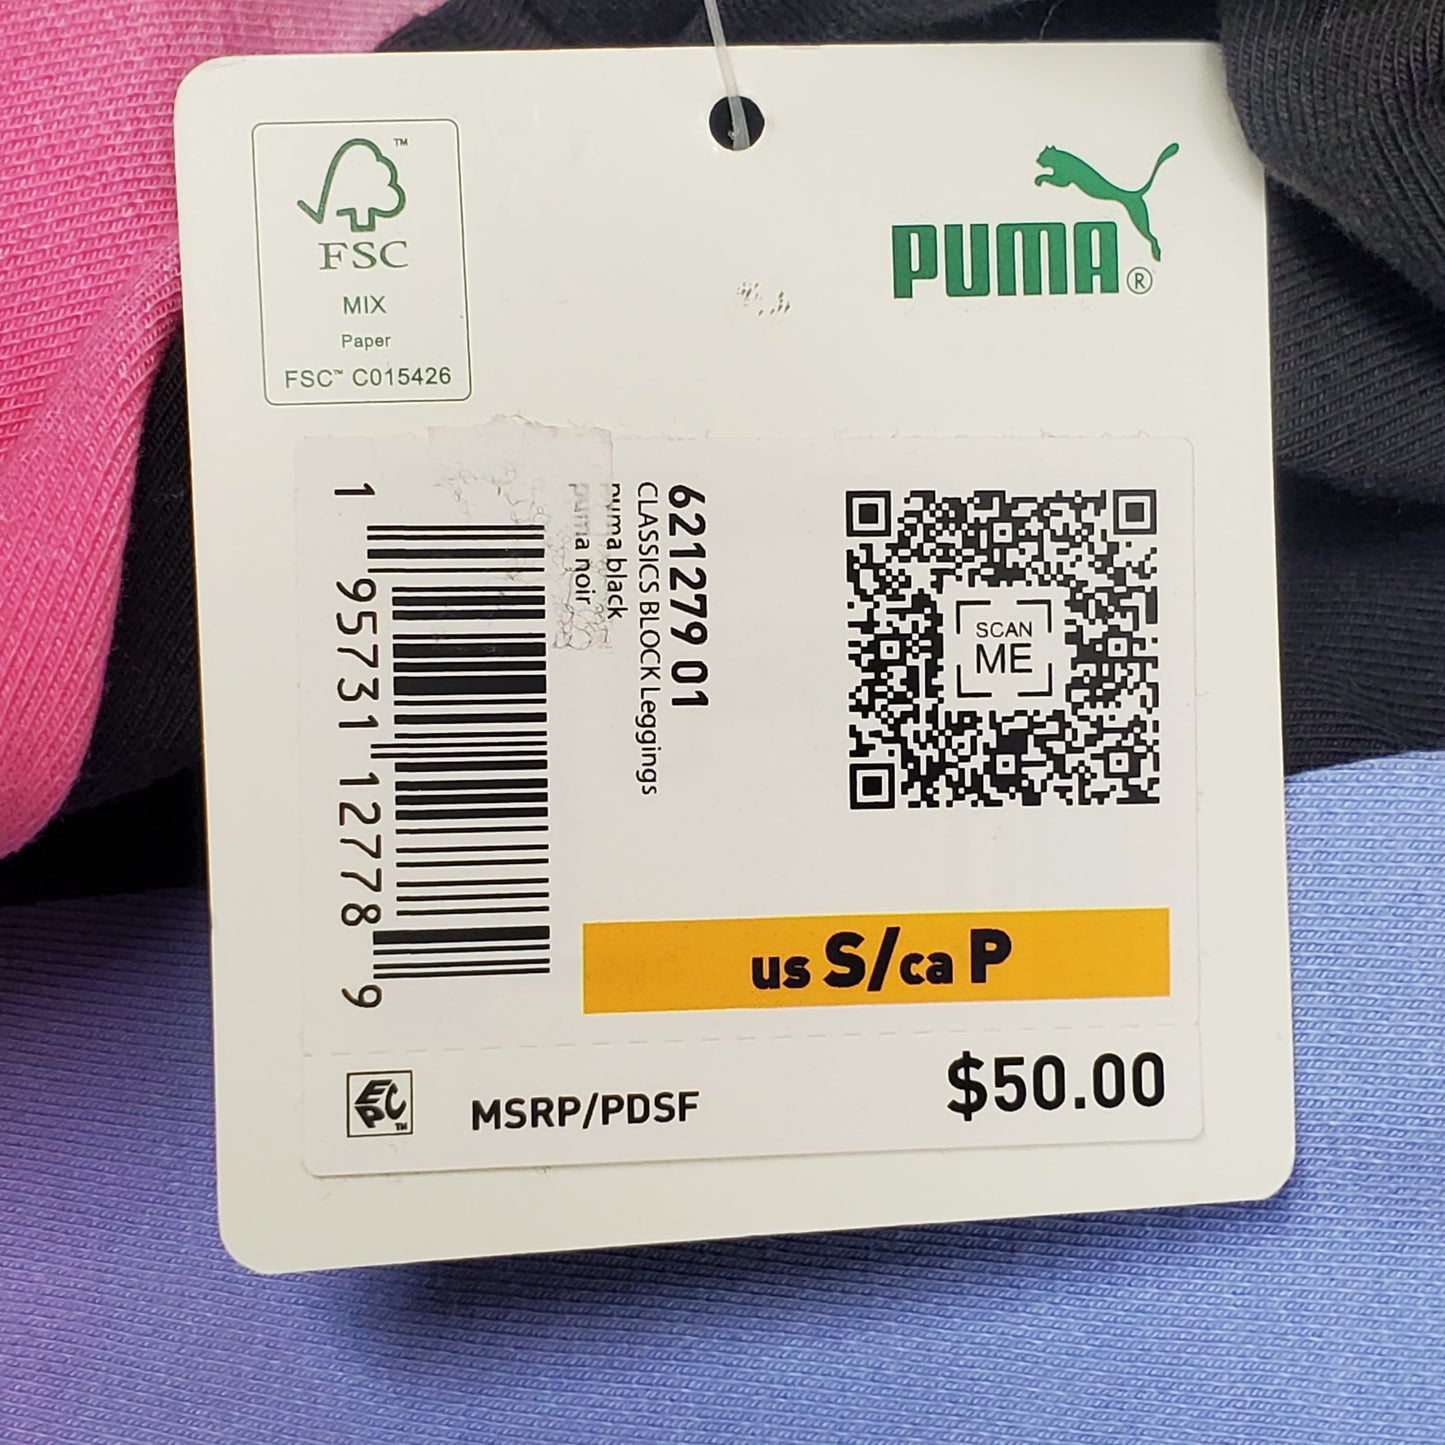 FSC
MIX
Paper
FSC™ C015426
PUMA®
621279 01
CLASSICS BLOCK Leggings
puma black
puma noir
1 95731 12778 9
SCAN
ME
us S/ca P
EPC™
MSRP/PDSF
$50.00